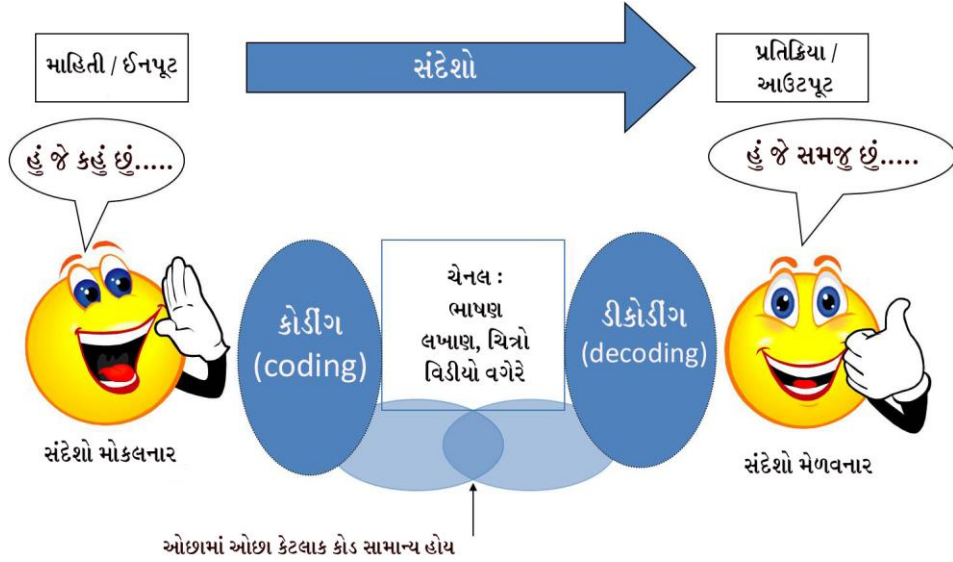 માહિતી / ઈનપૂટ
સંદેશો
પ્રતિક્રિયા /
આઉટપૂટ
હું જે કહું છું.....
હું જે સમજુ છું.....
કોડીંગ
(coding)
ચેનલ :
ભાષણ
લખાણ, ચિત્રો
વિડીયો વગેરે
ડીકોડીંગ
(decoding)
સંદેશો મોકલનાર
સંદેશો મેળવનાર
ઓછામાં ઓછા કેટલાક કોડ સામાન્ય હોય